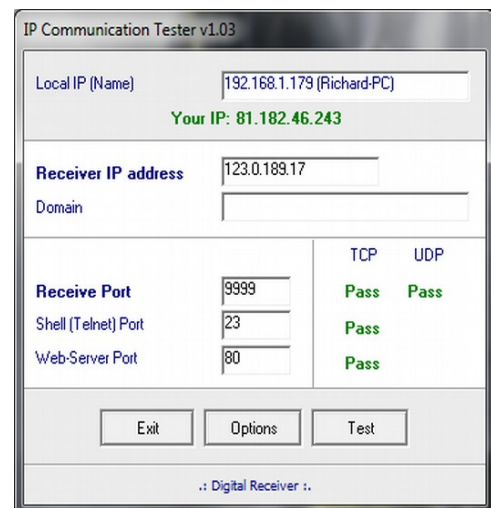 IP Communication Tester v1.03
Local IP (Name) 192.168.1.179 (Richard-PC)
Your IP: 81.182.46.243
Receiver IP address 123.0.189.17
Domain
TCP UDP
Receive Port 9999 Pass Pass
Shell (Telnet) Port 23 Pass
Web-Server Port 80 Pass
Exit Options Test
.: Digital Receiver :.